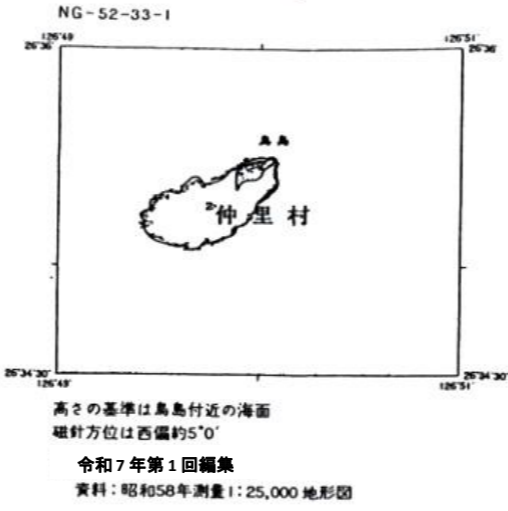 NG-52-33-1
126°49' 126°51'
26°36' 26°36'
鳥島
仲里村
26°34'30" 26°34'30"
126°49' 126°51'
高さの基準は鳥島付近の海面
磁針方位は西偏約5°0′
令和7年第1回編集
資料:昭和58年測量1:25,000 地形図